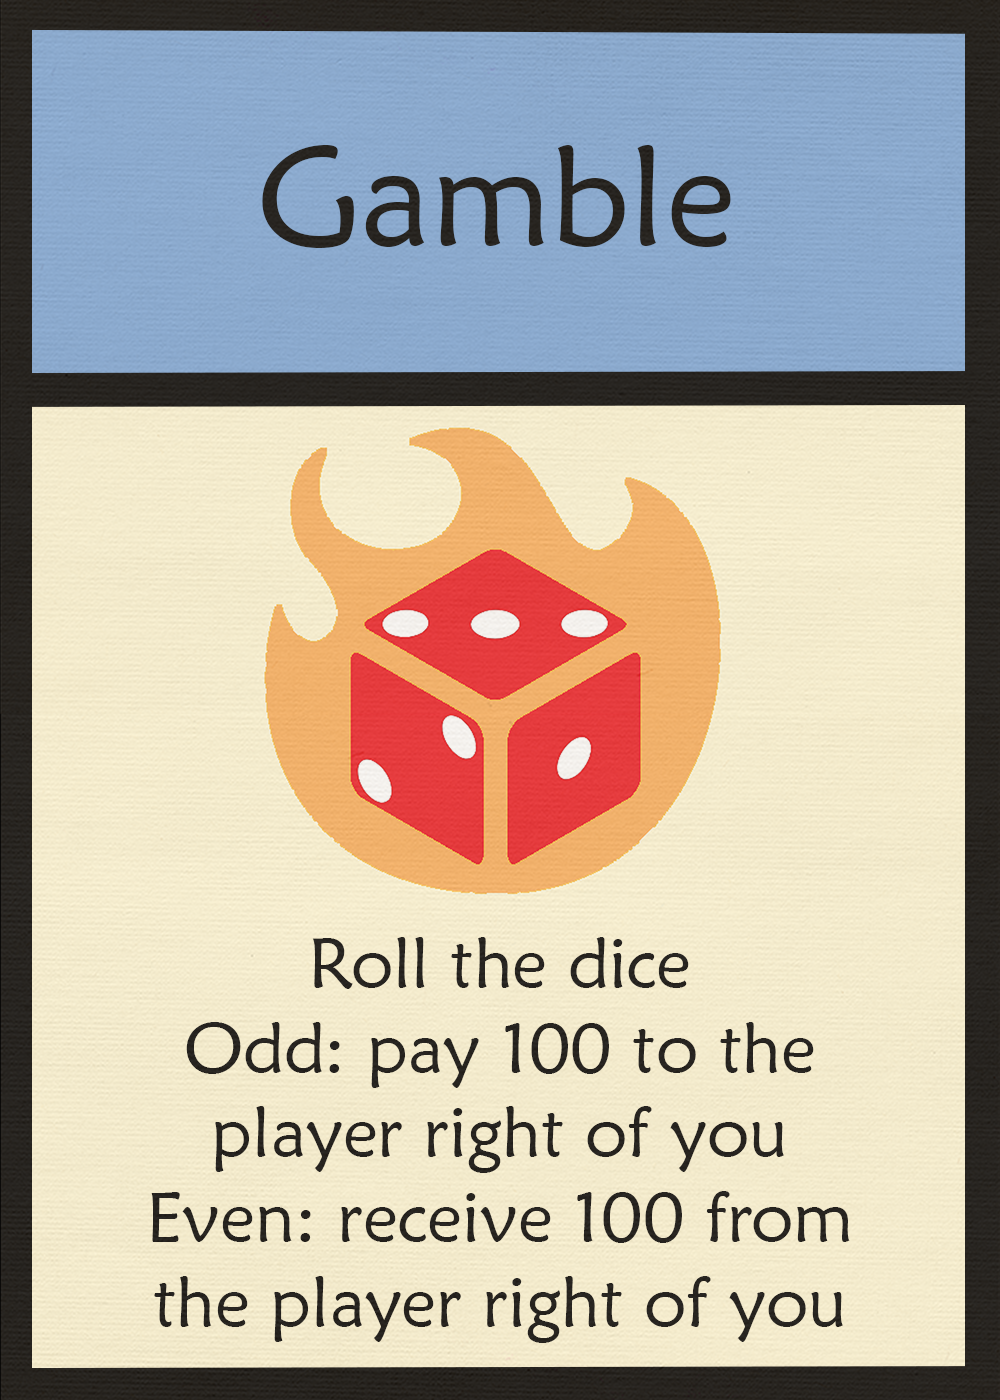 Gamble
Roll the dice
Odd: pay 100 to the
player right of you
Even: receive 100 from
the player right of you